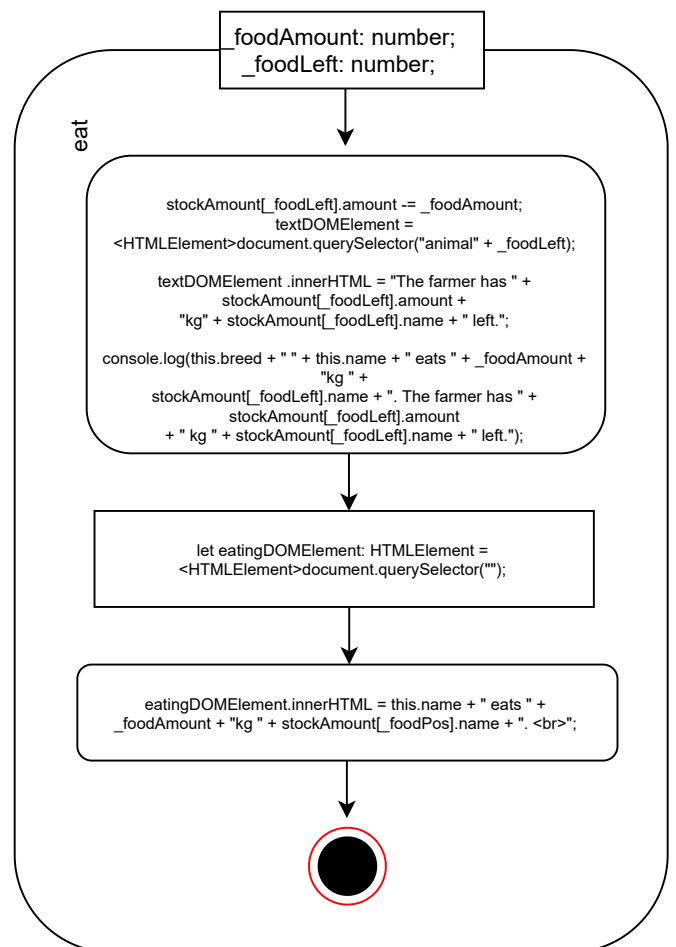 _foodAmount: number;
_foodLeft: number;
eat
stockAmount[_foodLeft].amount -= _foodAmount;
textDOMElement =
<HTMLElement>document.querySelector("animal" + _foodLeft);
textDOMElement .innerHTML = "The farmer has " +
stockAmount[_foodLeft].amount +
"kg" + stockAmount[_foodLeft].name + " left.";
console.log(this.breed + " " + this.name + " eats " + _foodAmount +
"kg " +
stockAmount[_foodLeft].name + ". The farmer has " +
stockAmount[_foodLeft].amount
+ " kg " + stockAmount[_foodLeft].name + " left.");
let eatingDOMElement: HTMLElement =
<HTMLElement>document.querySelector("");
eatingDOMElement.innerHTML = this.name + " eats " +
_foodAmount + "kg " + stockAmount[_foodPos].name + ". <br>";